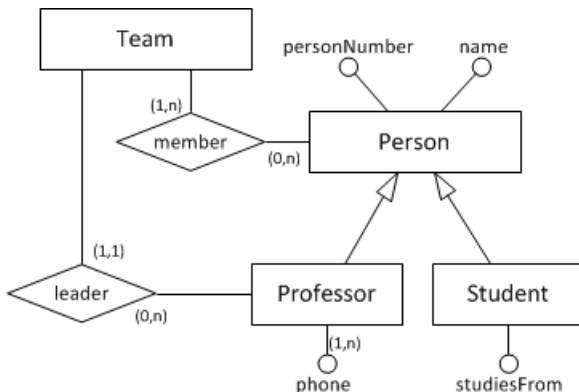 Team
personNumber
name
(1,n)
member
(0,n)
Person
(1,1)
leader
(0,n)
Professor
Student
(1,n)
phone
studiesFrom